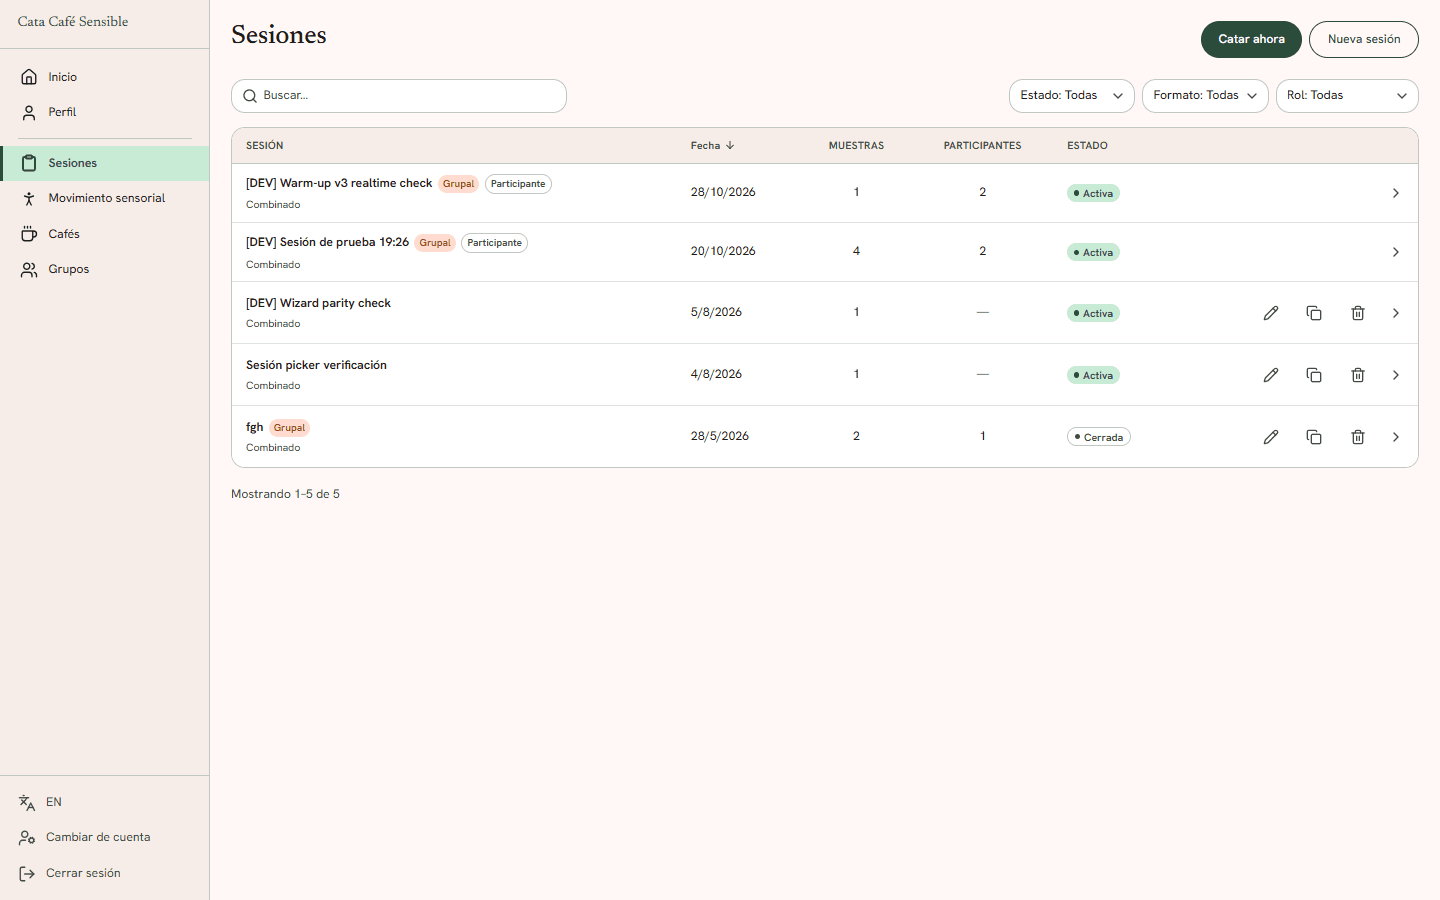 Cata Café Sensible
Inicio
Perfil
Sesiones
Movimiento sensorial
Cafés
Grupos
EN
Cambiar de cuenta
Cerrar sesión
Sesiones
Catar ahora
Nueva sesión
Buscar...
Estado: Todas
Formato: Todas
Rol: Todas
SESIÓN Fecha MUESTRAS PARTICIPANTES ESTADO
[DEV] Warm-up v3 realtime check Grupal Participante
Combinado
28/10/2026 1 2 Activa
[DEV] Sesión de prueba 19:26 Grupal Participante
Combinado
20/10/2026 4 2 Activa
[DEV] Wizard parity check
Combinado
5/8/2026 1 — Activa
Sesión picker verificación
Combinado
4/8/2026 1 — Activa
fgh Grupal
Combinado
28/5/2026 2 1 Cerrada
Mostrando 1–5 de 5